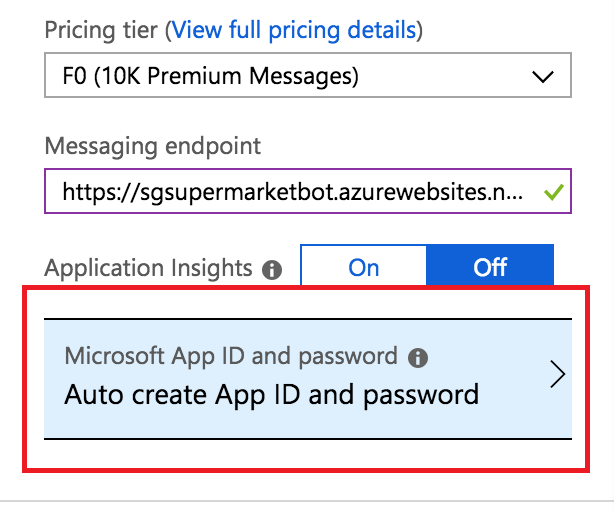 Pricing tier (View full pricing details)
F0 (10K Premium Messages)
Messaging endpoint
https://sgsupermarketbot.azurewebsites.n...
Application Insights
On Off
Microsoft App ID and password
Auto create App ID and password